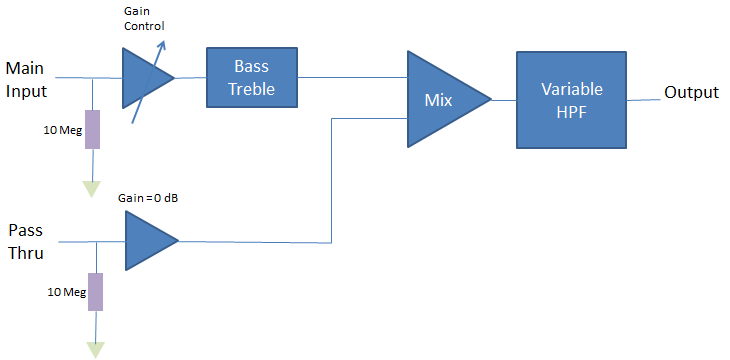 Gain
Control
Main
Input
Bass
Treble
Mix
Variable
HPF
Output
10 Meg
Gain = 0 dB
Pass
Thru
10 Meg